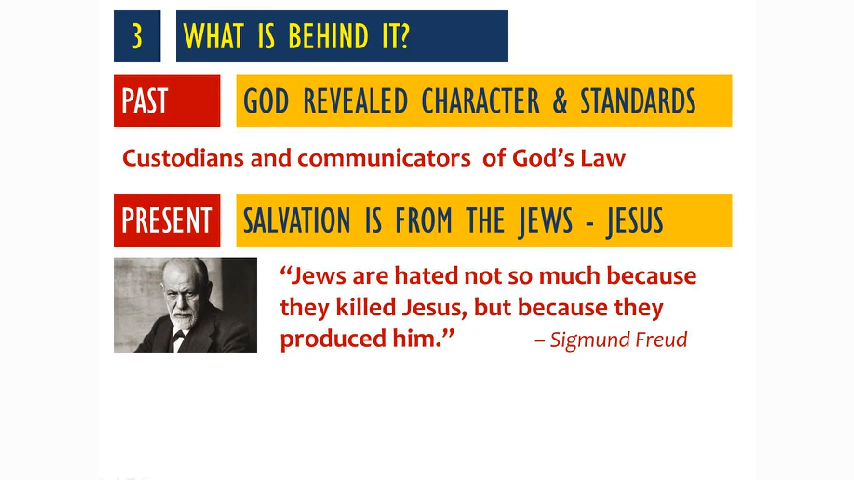 3 WHAT IS BEHIND IT?
PAST GOD REVEALED CHARACTER & STANDARDS
Custodians and communicators of God's Law
PRESENT SALVATION IS FROM THE JEWS - JESUS
“Jews are hated not so much because
they killed Jesus, but because they
produced him.” – Sigmund Freud